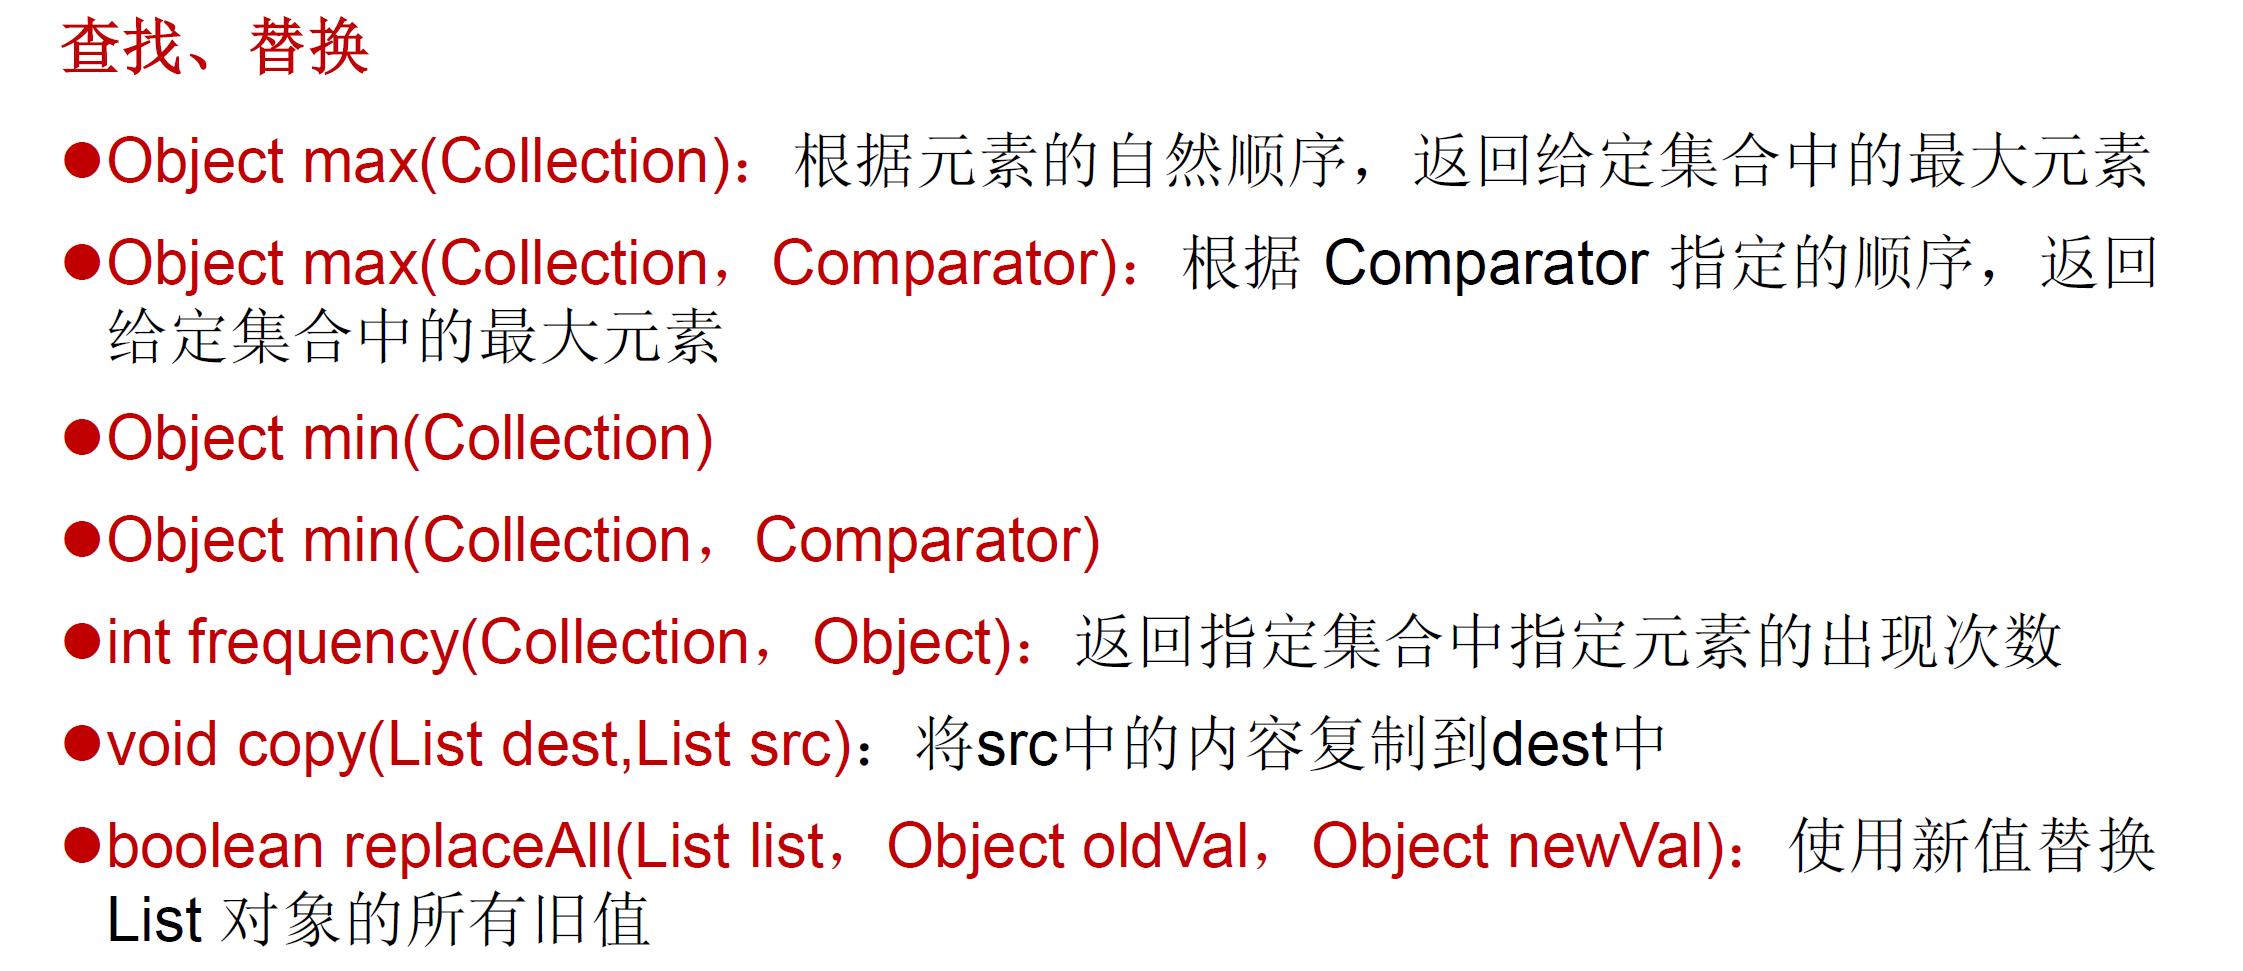 查找、替换
●Object max(Collection)：根据元素的自然顺序，返回给定集合中的最大元素
●Object max(Collection，Comparator)：根据 Comparator 指定的顺序，返回
给定集合中的最大元素
●Object min(Collection)
●Object min(Collection，Comparator)
●int frequency(Collection，Object)：返回指定集合中指定元素的出现次数
●void copy(List dest,List src)：将src中的内容复制到dest中
●boolean replaceAll(List list，Object oldVal，Object newVal)：使用新值替换
List 对象的所有旧值